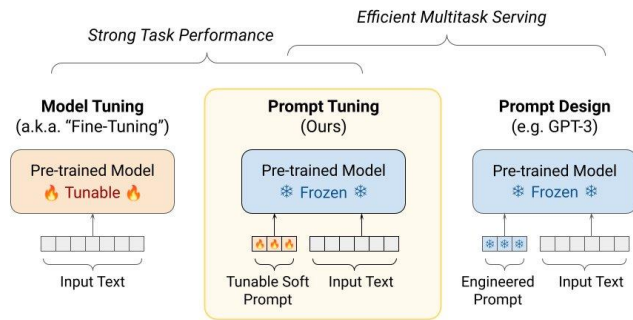 Efficient Multitask Serving
Strong Task Performance
Model Tuning
(a.k.a. “Fine-Tuning”)
Pre-trained Model
Tunable
Input Text
Prompt Tuning
(Ours)
Pre-trained Model
Frozen
Tunable Soft
Prompt
Input Text
Prompt Design
(e.g. GPT-3)
Pre-trained Model
Frozen
Engineered
Prompt
Input Text